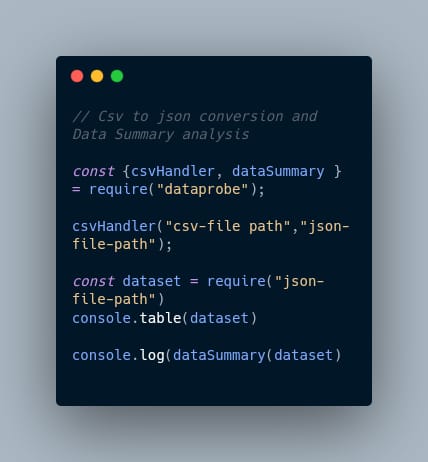 // Csv to json conversion and
Data Summary analysis
const {csvHandler, dataSummary }
= require("dataprobe");
csvHandler("csv-file path","json-
file-path");
const dataset = require("json-
file-path")
console.table(dataset)
console.log(dataSummary(dataset)